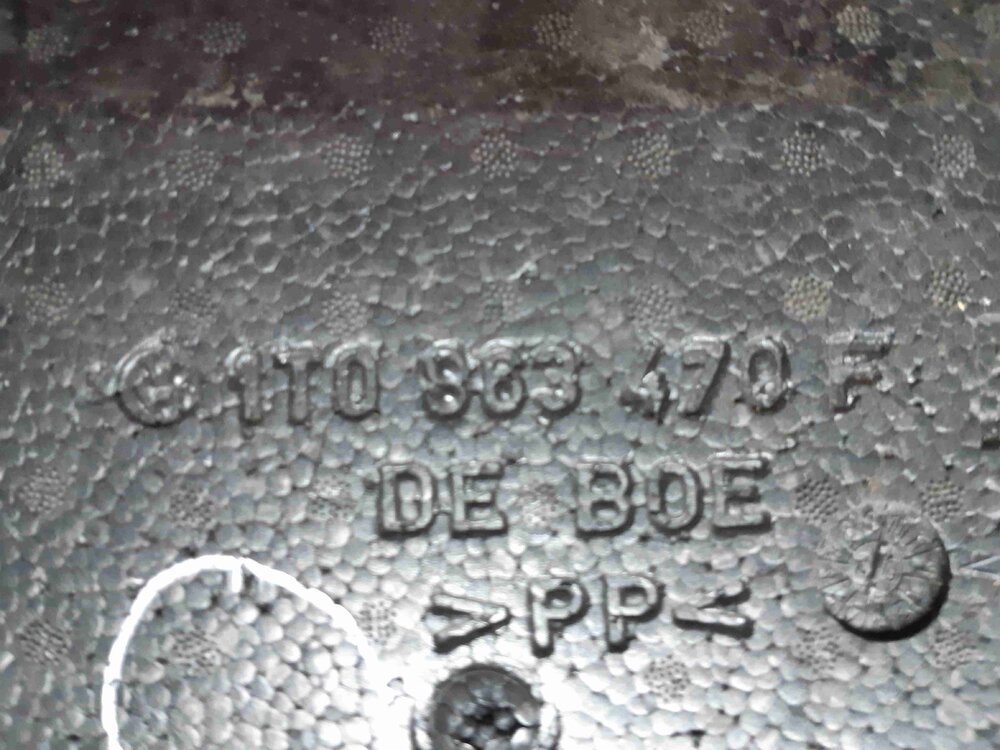 1T0 863 470 F
DE BOE
>PP<